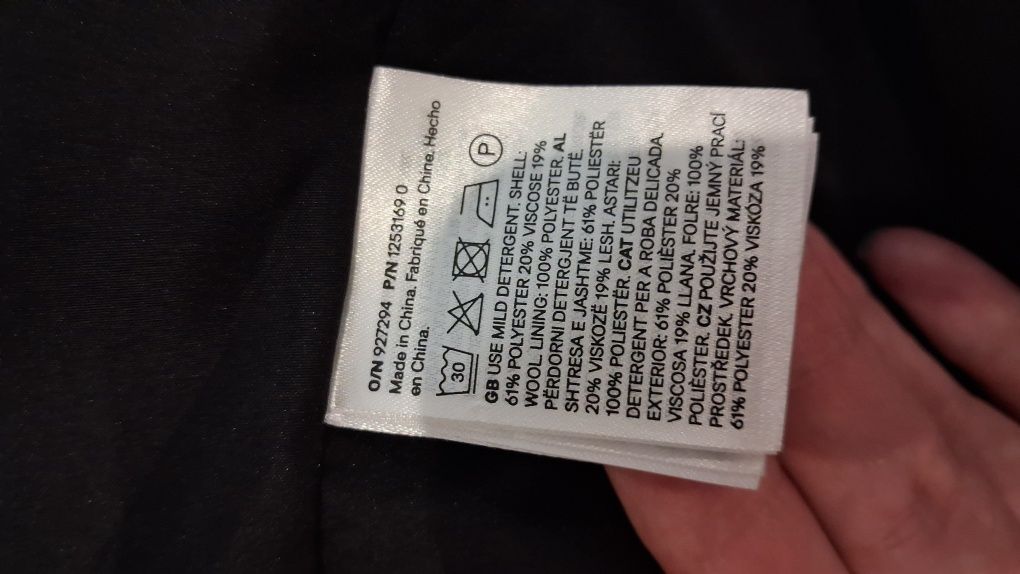 O/N 927294 P/N 1253169 0
Made in China. Fabriqué en Chine. Hecho
en China.
30
P
GB USE MILD DETERGENT. SHELL:
61% POLYESTER 20% VISCOSE 19%
WOOL LINING: 100% POLYESTER. AL
PËRDORNI DETERGJENT TË BUTË.
SHTRESA E JASHTME: 61% POLIESTËR
20% VISKOZË 19% LESH. ASTARI:
100% POLIESTËR. CAT UTILITZEU
DETERGENT PER A ROBA DELICADA.
EXTERIOR: 61% POLIÈSTER 20%
VISCOSA 19% LLANA, FOLRE: 100%
POLIÈSTER. CZ POUŽIJTE JEMNÝ PRACÍ
PROSTŘEDEK. VRCHOVÝ MATERIÁL:
61% POLYESTER 20% VISKÓZA 19%